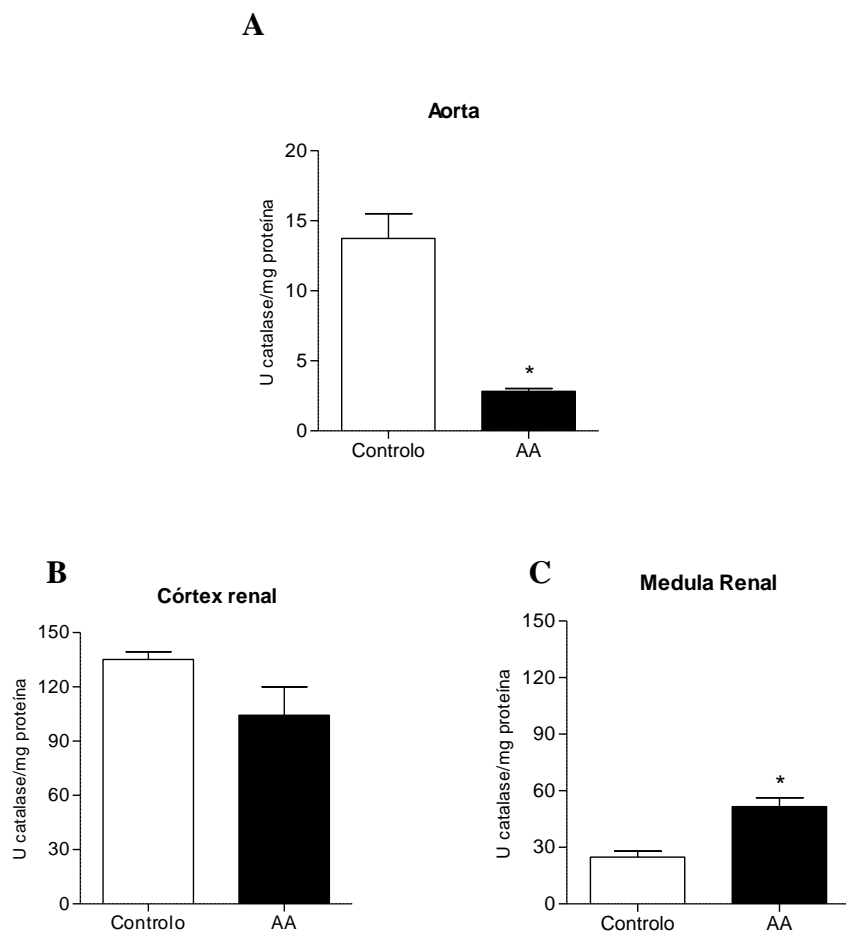 A
Aorta
U catalase/mg proteína
20
15
10
5
0
*
Controlo
AA
B
Córtex renal
U catalase/mg proteína
150
120
90
60
30
0
Controlo
AA
C
Medula Renal
U catalase/mg proteína
150
120
90
60
30
0
*
Controlo
AA